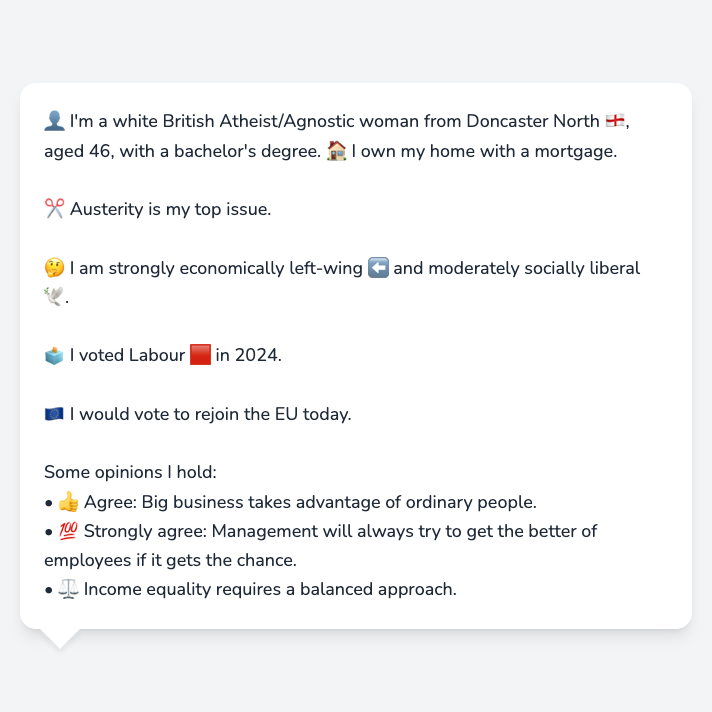 👤 I'm a white British Atheist/Agnostic woman from Doncaster North 🏴󠁧󠁢󠁥󠁮󠁧󠁿,
aged 46, with a bachelor's degree. 🏠 I own my home with a mortgage.
✂️ Austerity is my top issue.
🤔 I am strongly economically left-wing ⬅️ and moderately socially liberal
🕊️.
🗳️ I voted Labour 🟥 in 2024.
🇪🇺 I would vote to rejoin the EU today.
Some opinions I hold:
• 👍 Agree: Big business takes advantage of ordinary people.
• 💯 Strongly agree: Management will always try to get the better of
employees if it gets the chance.
• ⚖️ Income equality requires a balanced approach.